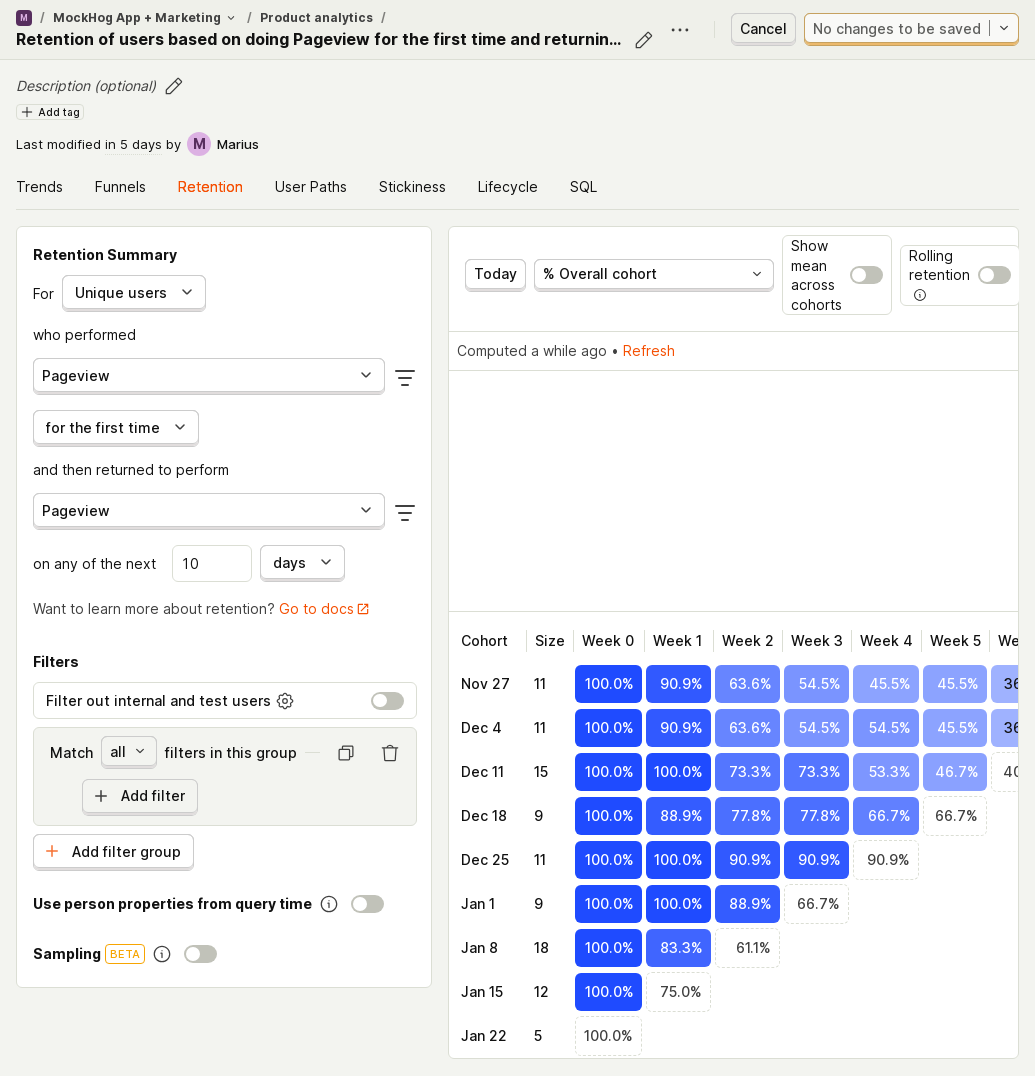 M / MockHog App + Marketing / Product analytics /
Retention of users based on doing Pageview for the first time and returnin...
Cancel
No changes to be saved
Description (optional)
Add tag
Last modified in 5 days by M Marius
Trends Funnels Retention User Paths Stickiness Lifecycle SQL
Retention Summary
For Unique users
who performed
Pageview
for the first time
and then returned to perform
Pageview
on any of the next 10 days
Want to learn more about retention? Go to docs
Filters
Filter out internal and test users
Match all filters in this group
Add filter
Add filter group
Use person properties from query time
Sampling BETA
Today
% Overall cohort
Show
mean
across
cohorts
Rolling
retention
Computed a while ago • Refresh
Cohort Size Week 0 Week 1 Week 2 Week 3 Week 4 Week 5 We
Nov 27 11 100.0% 90.9% 63.6% 54.5% 45.5% 45.5% 36
Dec 4 11 100.0% 90.9% 63.6% 54.5% 54.5% 45.5% 36
Dec 11 15 100.0% 100.0% 73.3% 73.3% 53.3% 46.7% 40
Dec 18 9 100.0% 88.9% 77.8% 77.8% 66.7% 66.7%
Dec 25 11 100.0% 100.0% 90.9% 90.9% 90.9%
Jan 1 9 100.0% 100.0% 88.9% 66.7%
Jan 8 18 100.0% 83.3% 61.1%
Jan 15 12 100.0% 75.0%
Jan 22 5 100.0%